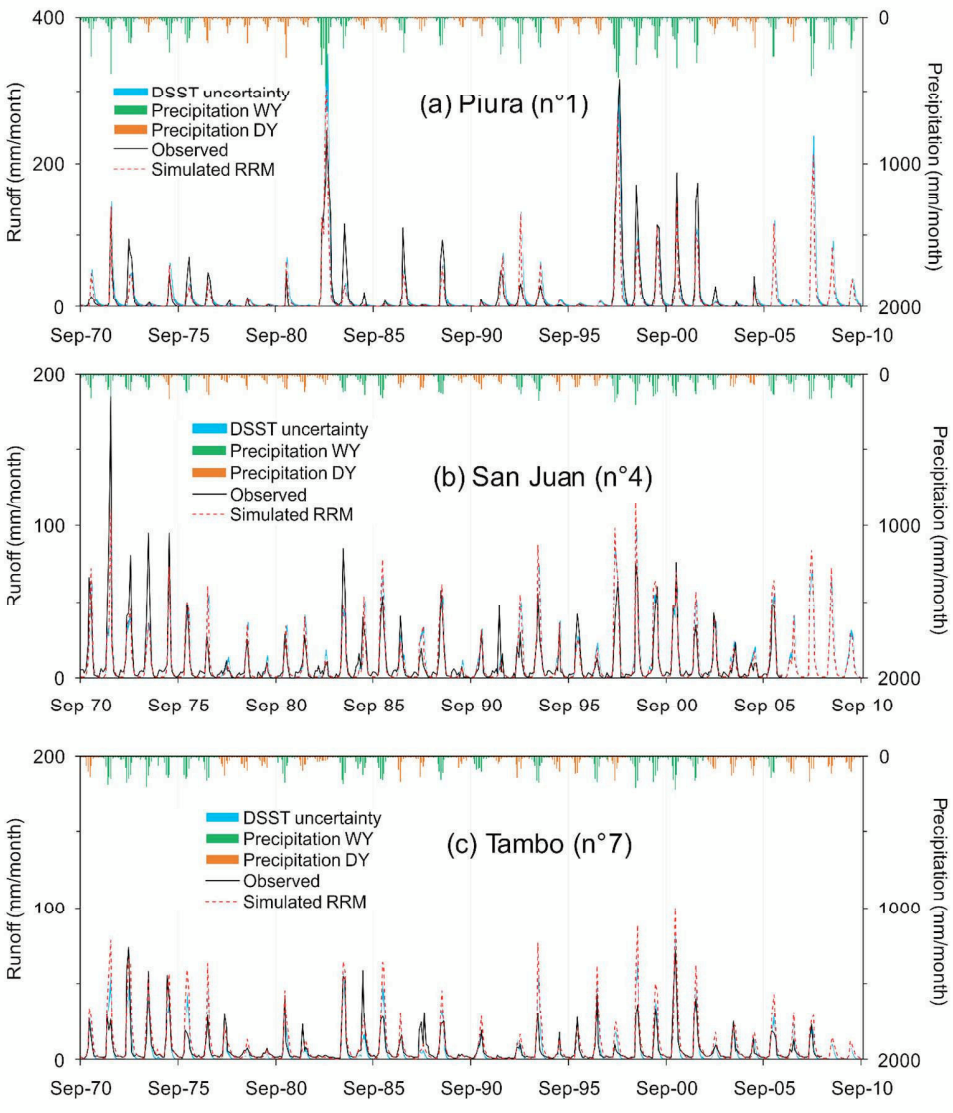 400
0
Runoff (mm/month)
Precipitation (mm/month)
DSST uncertainty
Precipitation WY
Precipitation DY
Observed
Simulated RRM
(a) Piura (n°1)
300
200
1000
100
0
2000
Sep-70 Sep-75 Sep-80 Sep-85 Sep-90 Sep-95 Sep-00 Sep-05 Sep-10
200
0
Runoff (mm/month)
Precipitaion (mm/month)
DSST uncertainty
Precipitation WY
Precipitation DY
Observed
Simulated RRM
(b) San Juan (n°4)
100
1000
0
2000
Sep 70 Sep 75 Sep 80 Sep 85 Sep 90 Sep 95 Sep 00 Sep 05 Sep 10
200
0
Runoff (mm/month)
Precipitation (mm/month)
DSST uncertainty
Precipitation WY
Precipitation DY
Observed
Simulated RRM
(c) Tambo (n°7)
100
1000
0
2000
Sep-70 Sep-75 Sep-80 Sep-85 Sep-90 Sep-95 Sep-00 Sep-05 Sep-10